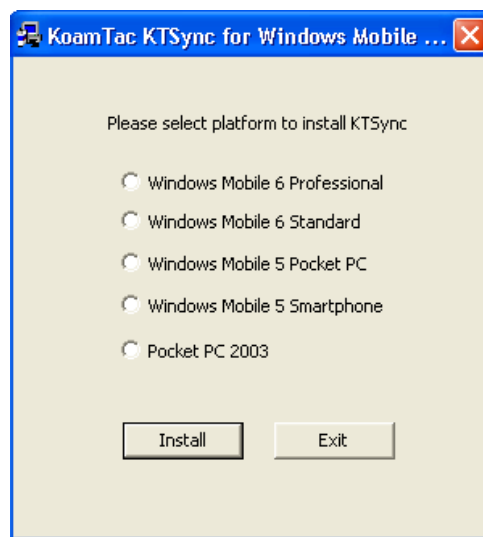 KoamTac KTSync for Windows Mobile ...
Please select platform to install KTSync
Windows Mobile 6 Professional
Windows Mobile 6 Standard
Windows Mobile 5 Pocket PC
Windows Mobile 5 Smartphone
Pocket PC 2003
Install
Exit